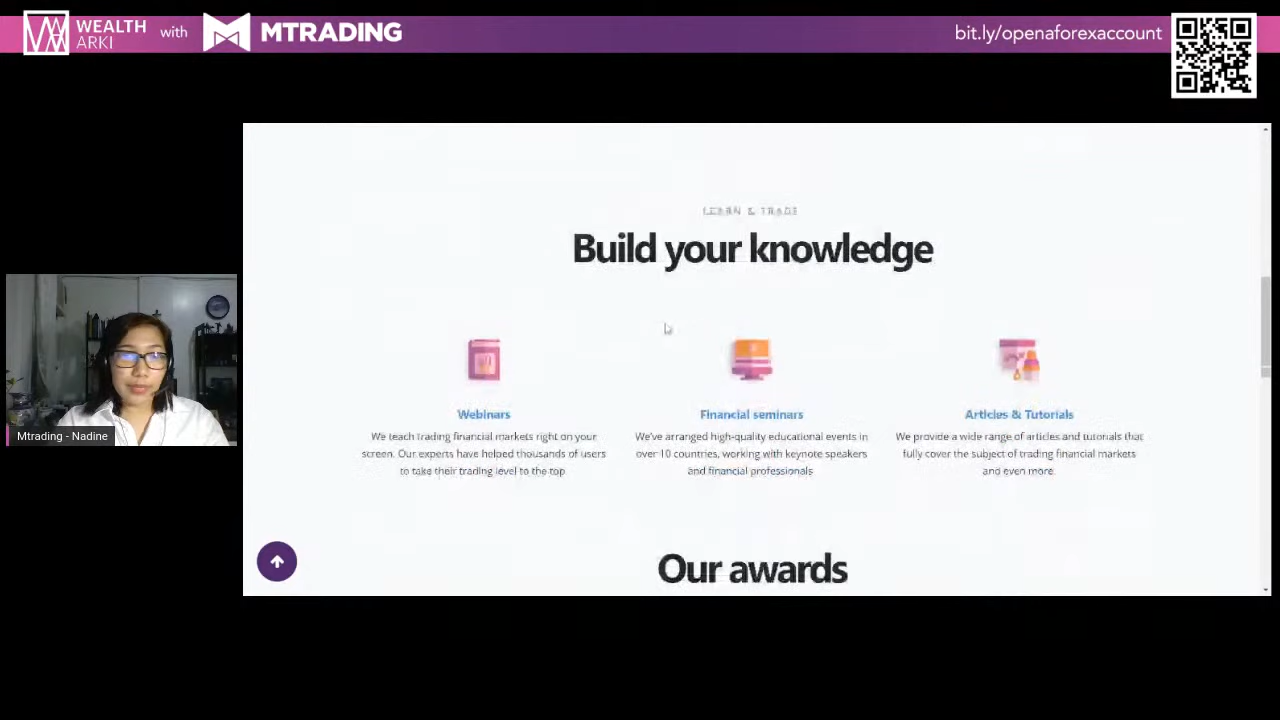 WEALTH
ARKI
with
MTRADING
bit.ly/openaforexaccount
LEARN & TRADE
Build your knowledge
Webinars
We teach trading financial markets right on your
screen. Our experts have helped thousands of users
to take their trading level to the top
Financial seminars
We've arranged high-quality educational events in
over 10 countries, working with keynote speakers
and financial professionals
Articles & Tutorials
We provide a wide range of articles and tutorials that
fully cover the subject of trading financial markets
and even more
Our awards
Mtrading - Nadine